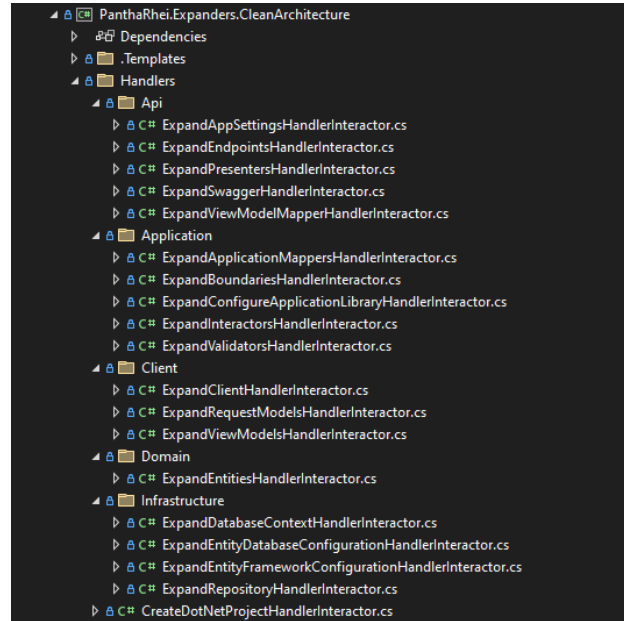 C# PanthaRhei.Expanders.CleanArchitecture
Dependencies
.Templates
Handlers
Api
C# ExpandAppSettingsHandlerInteractor.cs
C# ExpandEndpointsHandlerInteractor.cs
C# ExpandPresentersHandlerInteractor.cs
C# ExpandSwaggerHandlerInteractor.cs
C# ExpandViewModelMapperHandlerInteractor.cs
Application
C# ExpandApplicationMappersHandlerInteractor.cs
C# ExpandBoundariesHandlerInteractor.cs
C# ExpandConfigureApplicationLibraryHandlerInteractor.cs
C# ExpandInteractorsHandlerInteractor.cs
C# ExpandValidatorsHandlerInteractor.cs
Client
C# ExpandClientHandlerInteractor.cs
C# ExpandRequestModelsHandlerInteractor.cs
C# ExpandViewModelsHandlerInteractor.cs
Domain
C# ExpandEntitiesHandlerInteractor.cs
Infrastructure
C# ExpandDatabaseContextHandlerInteractor.cs
C# ExpandEntityDatabaseConfigurationHandlerInteractor.cs
C# ExpandEntityFrameworkConfigurationHandlerInteractor.cs
C# ExpandRepositoryHandlerInteractor.cs
C# CreateDotNetProjectHandlerInteractor.cs